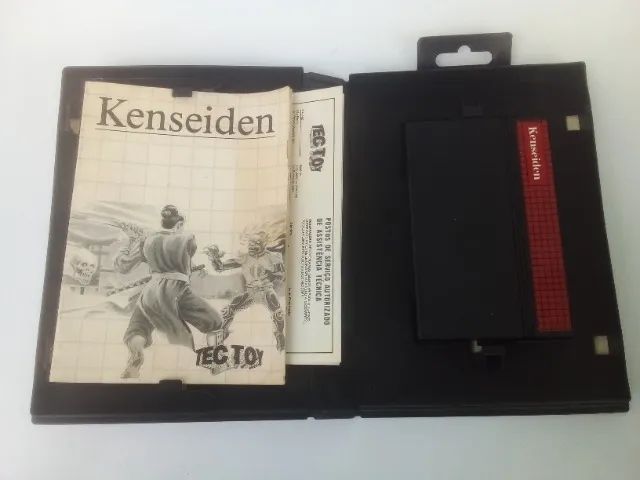 Kenseiden
TEC TOY
TEC TOY
POSTOS DE SERVIÇO AUTORIZADO
DE ASSISTÊNCIA TÉCNICA
Kenseiden